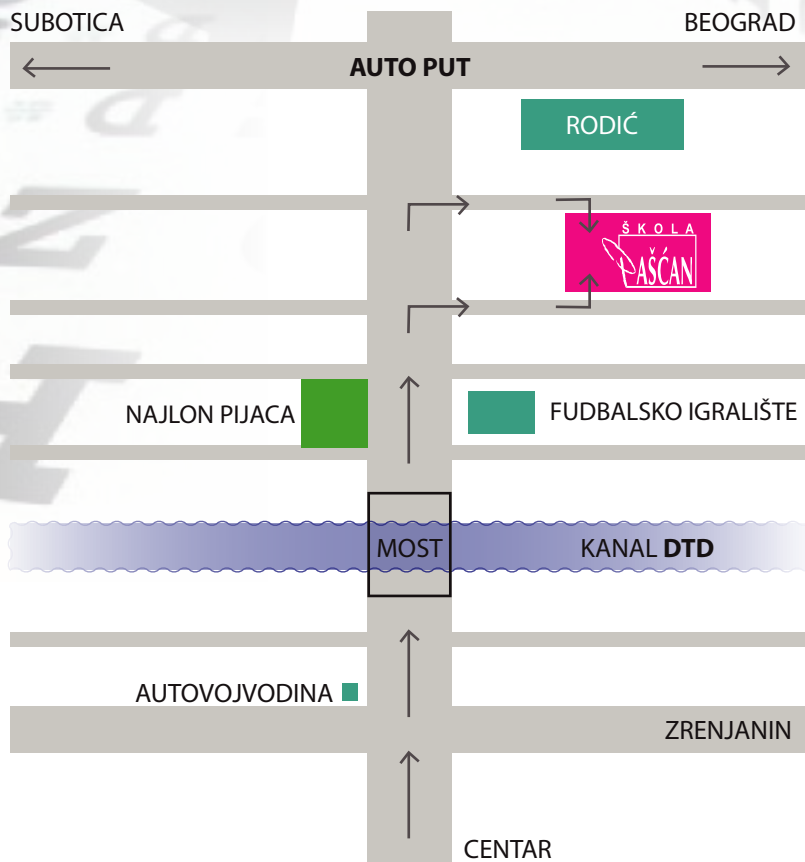 SUBOTICA
BEOGRAD
AUTO PUT
RODIĆ
ŠKOLA
PAŠĆAN
NAJLON PIJACA
FUDBALSKO IGRALIŠTE
MOST
KANAL DTD
AUTOVOJVODINA
ZRENJANIN
CENTAR